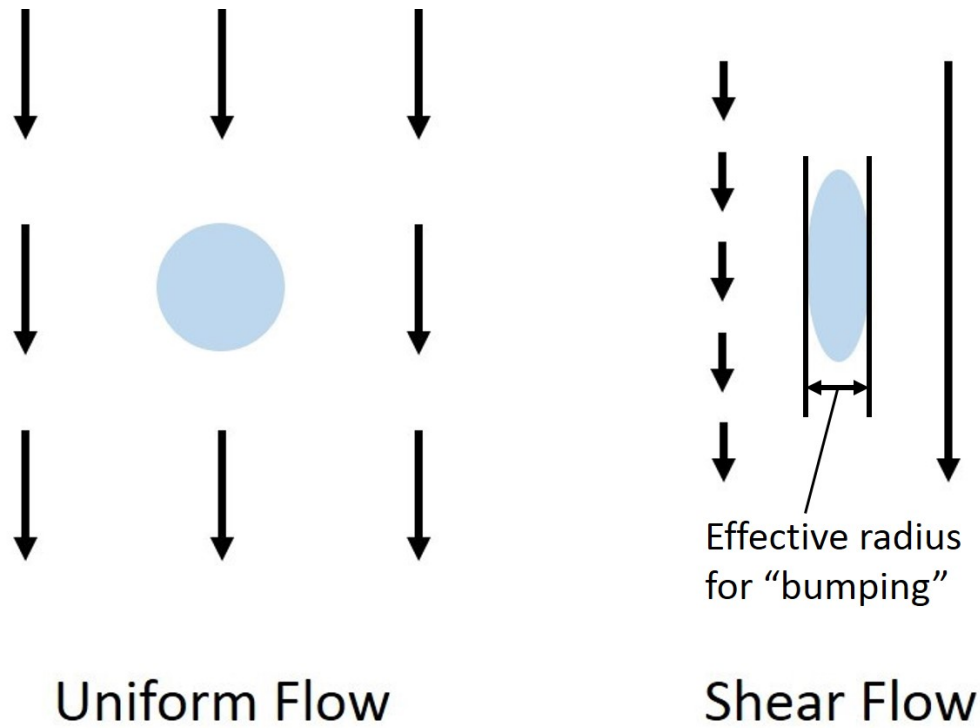 Effective radius
for “bumping”
Uniform Flow
Shear Flow